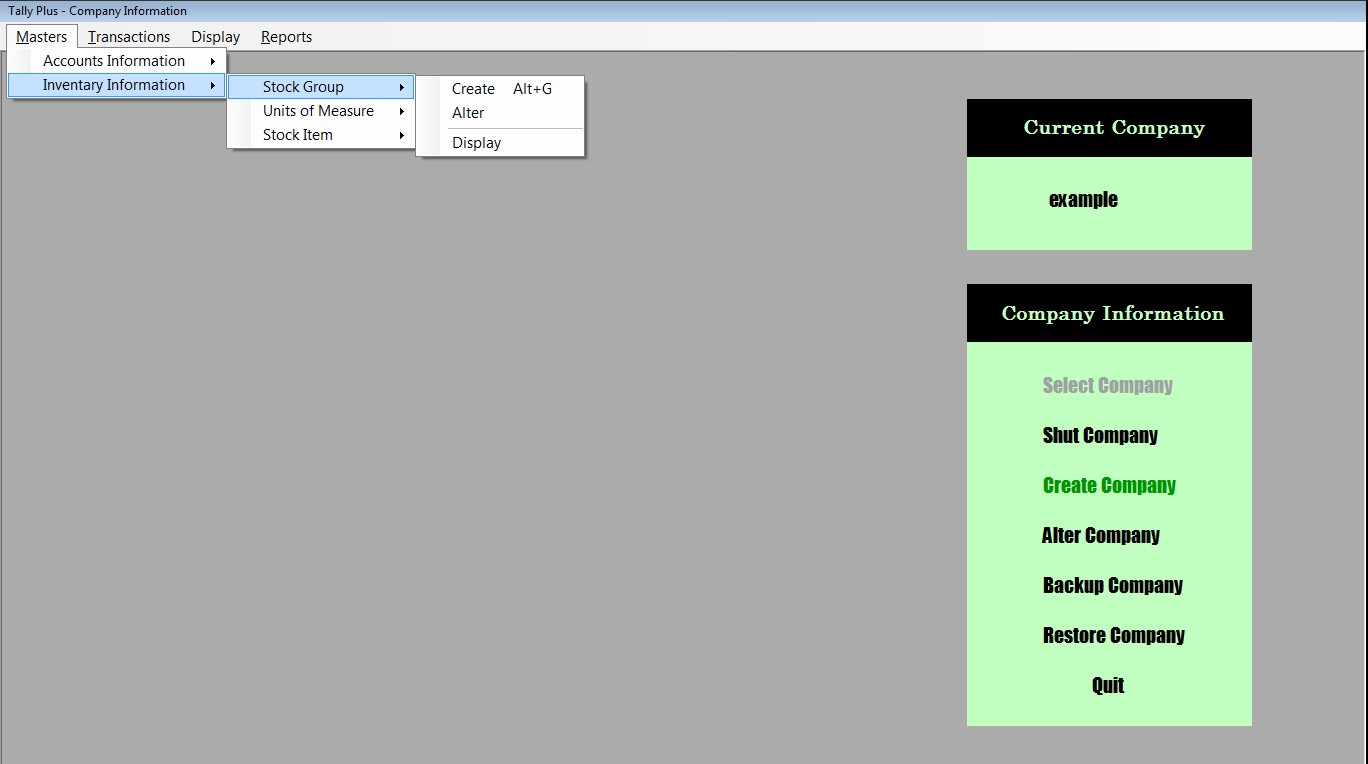 Tally Plus - Company Information
Masters Transactions Display Reports
Accounts Information
Inventary Information
Stock Group
Units of Measure
Stock Item
Create Alt+G
Alter
Display
Current Company
example
Company Information
Select Company
Shut Company
Create Company
Alter Company
Backup Company
Restore Company
Quit